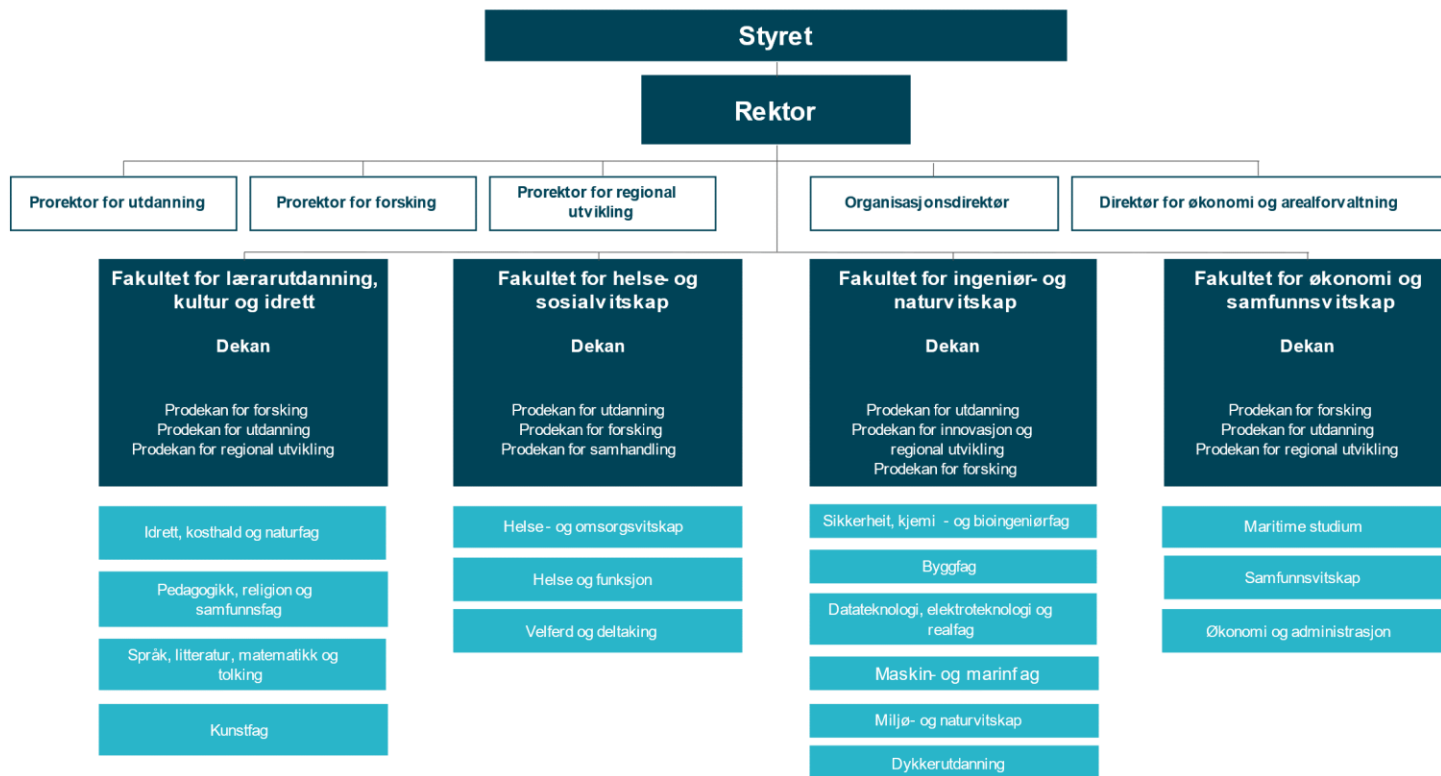 Styret
Rektor
Prorektor for utdanning
Prorektor for forsking
Prorektor for regional
utvikling
Organisasjonsdirektør
Direktør for økonomi og arealforvaltning
Fakultet for lærarutdanning,
kultur og idrett
Dekan
Prodekan for forsking
Prodekan for utdanning
Prodekan for regional utvikling
Idrett, kosthald og naturfag
Pedagogikk, religion og
samfunnsfag
Språk, litteratur, matematikk og
tolking
Kunstfag
Fakultet for helse- og
sosialvitskap
Dekan
Prodekan for utdanning
Prodekan for forsking
Prodekan for samhandling
Helse - og omsorgsvitskap
Helse og funksjon
Velferd og deltaking
Fakultet for ingeniør- og
naturvitskap
Dekan
Prodekan for utdanning
Prodekan for innovasjon og
regional utvikling
Prodekan for forsking
Sikkerheit, kjemi - og bioingeniørfag
Byggfag
Datateknologi, elektroteknologi og
realfag
Maskin- og marinfag
Miljø- og naturvitskap
Dykkerutdanning
Fakultet for økonomi og
samfunnsvitskap
Dekan
Prodekan for forsking
Prodekan for utdanning
Prodekan for regional utvikling
Maritime studium
Samfunnsvitskap
Økonomi og administrasjon